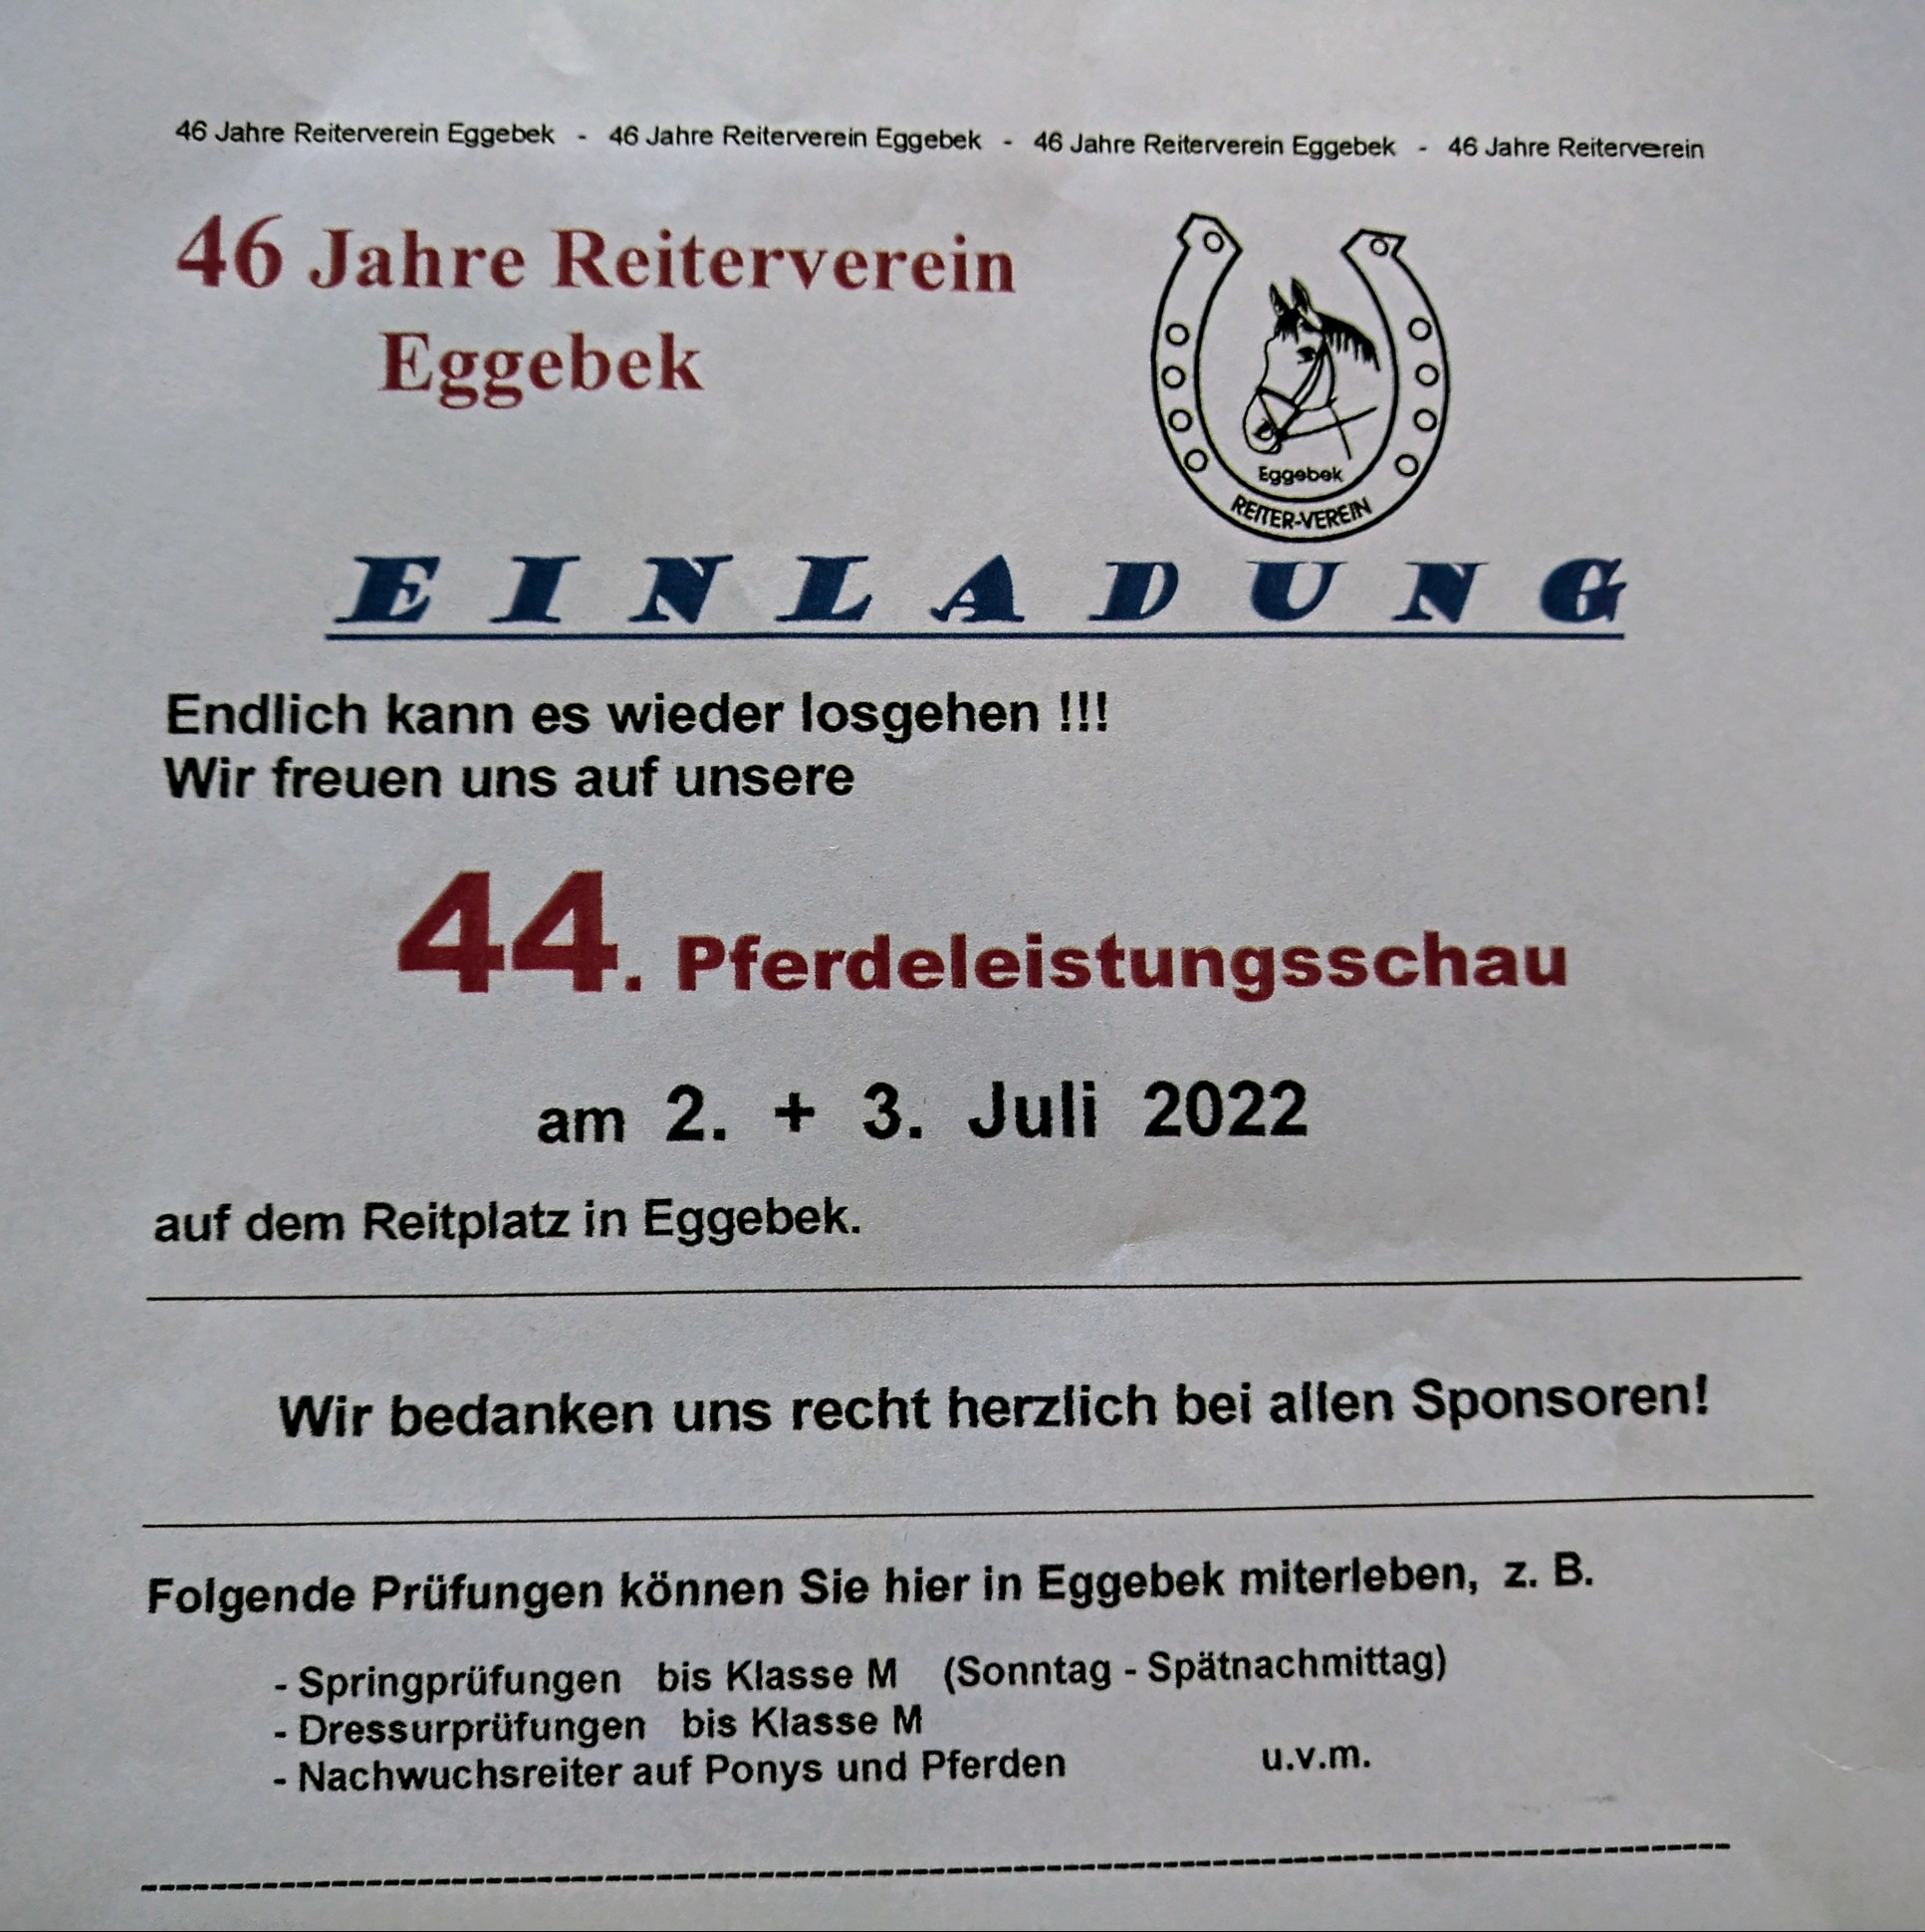 46 Jahre Reiterverein Eggebek - 46 Jahre Reiterverein Eggebek - 46 Jahre Reiterverein Eggebek - 46 Jahre Reiterverein
46 Jahre Reiterverein
Eggebek
Eggebek
REITER-VEREIN
EINLADUNG
Endlich kann es wieder losgehen !!!
Wir freuen uns auf unsere
44. Pferdeleistungsschau
am 2. + 3. Juli 2022
auf dem Reitplatz in Eggebek.
Wir bedanken uns recht herzlich bei allen Sponsoren!
Folgende Prüfungen können Sie hier in Eggebek miterleben, z. B.
- Springprüfungen bis Klasse M (Sonntag - Spätnachmittag)
- Dressurprüfungen bis Klasse M
- Nachwuchsreiter auf Ponys und Pferden u.v.m.